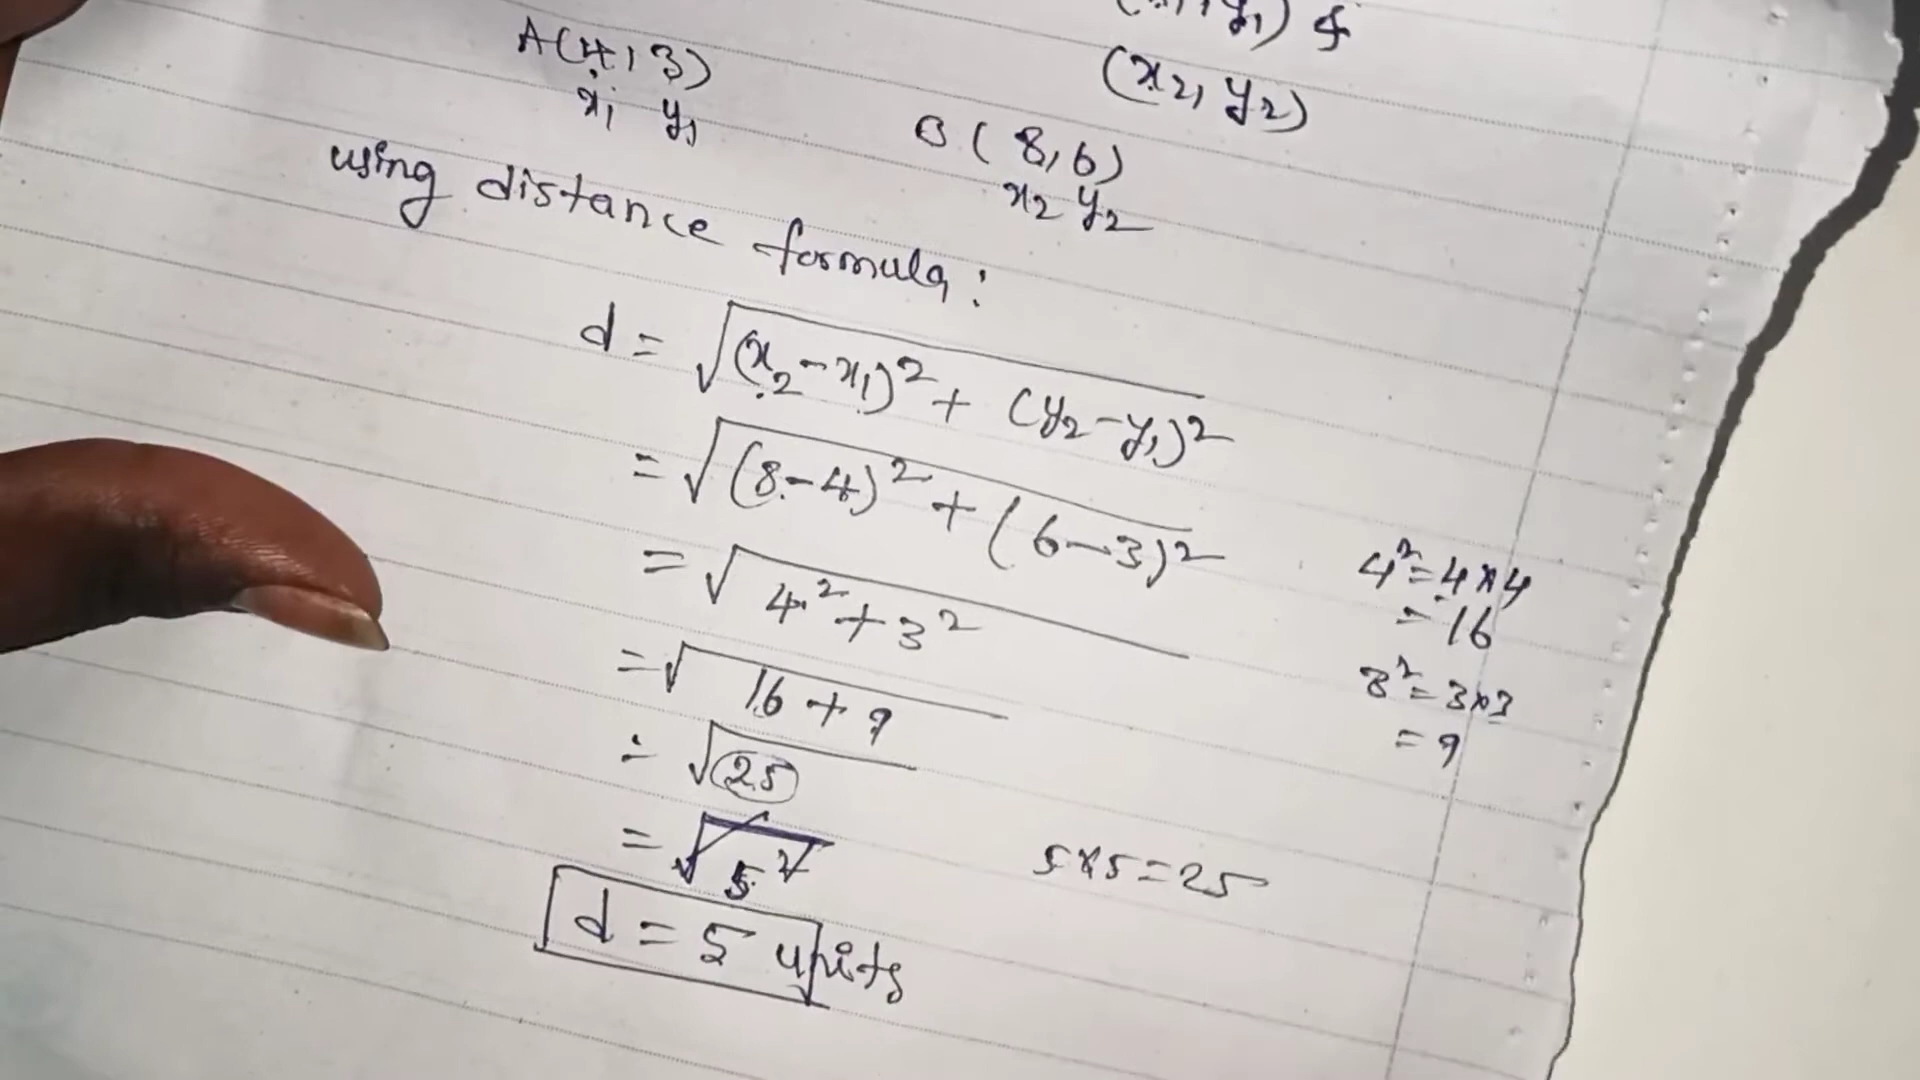 (x₁, y₁) &
(x₂, y₂)
A(4, 3)
x₁ y₁
B (8, 6)
x₂ y₂
using distance formula:
d = √((x₂-x₁)² + (y₂-y₁)²)
= √((8-4)² + (6-3)²)
= √(4² + 3²)
4² = 4×4
= 16
= √(16 + 9)
3² = 3×3
= 9
= √25
= √5²
5×5=25
d = 5 units